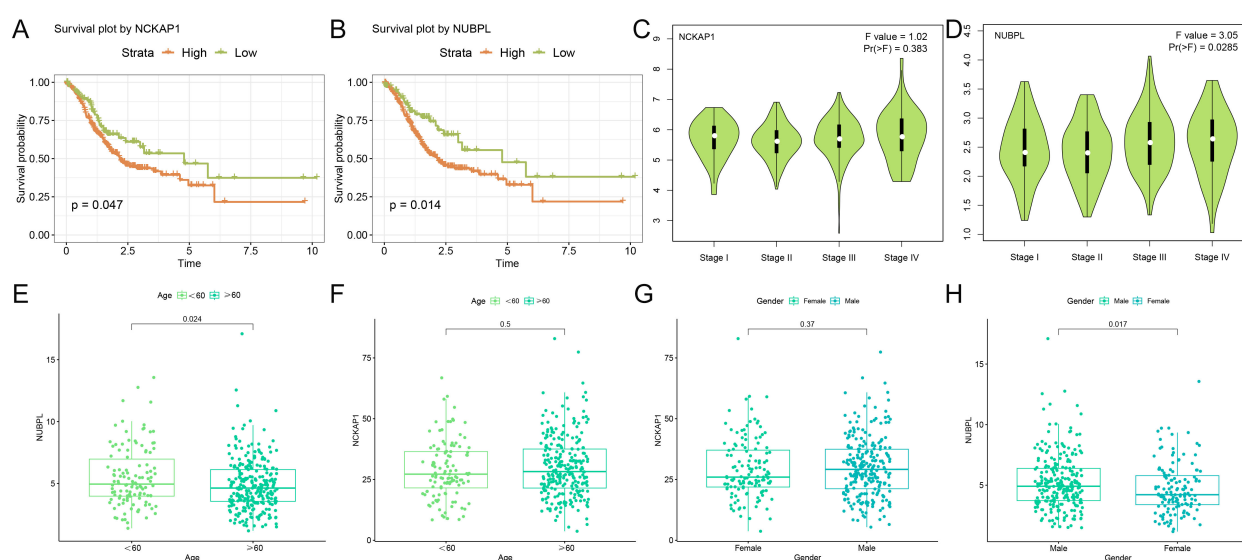 A
Survival plot by NCKAP1
Strata High Low
Survival probability
1.00
0.75
0.50
0.25
0.00
p = 0.047
0 2.5 5 7.5 10
Time
B
Survival plot by NUBPL
Strata High Low
Survival probability
1.00
0.75
0.50
0.25
0.00
p = 0.014
0 2.5 5 7.5 10
Time
C
NCKAP1
F value = 1.02
Pr(>F) = 0.383
9
8
7
6
5
4
3
Stage I Stage II Stage III Stage IV
D
NUBPL
F value = 3.05
Pr(>F) = 0.0285
4.5
4.0
3.5
3.0
2.5
2.0
1.5
1.0
Stage I Stage II Stage III Stage IV
E
Age <60 ≥60
0.024
NUBPL
15
10
5
<60 ≥60
Age
F
Age <60 ≥60
0.5
NCKAP1
75
50
25
0
<60 ≥60
Age
G
Gender Female Male
0.37
NCKAP1
75
50
25
0
Female Male
Gender
H
Gender Male Female
0.017
NUBPL
15
10
5
Male Female
Gender